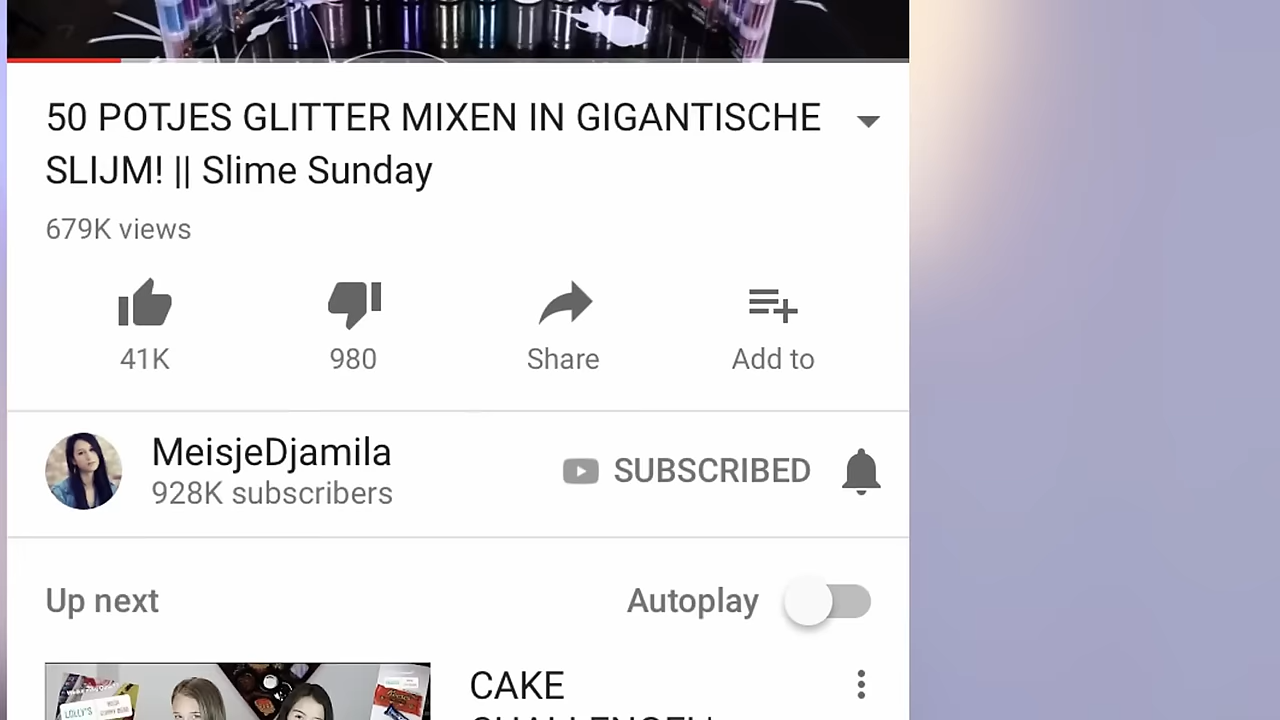 50 POTJES GLITTER MIXEN IN GIGANTISCHE
SLIJM! || Slime Sunday
679K views
41K
980
Share
Add to
MeisjeDjamila
928K subscribers
SUBSCRIBED
Up next
Autoplay
CAKE
LOLLY'S